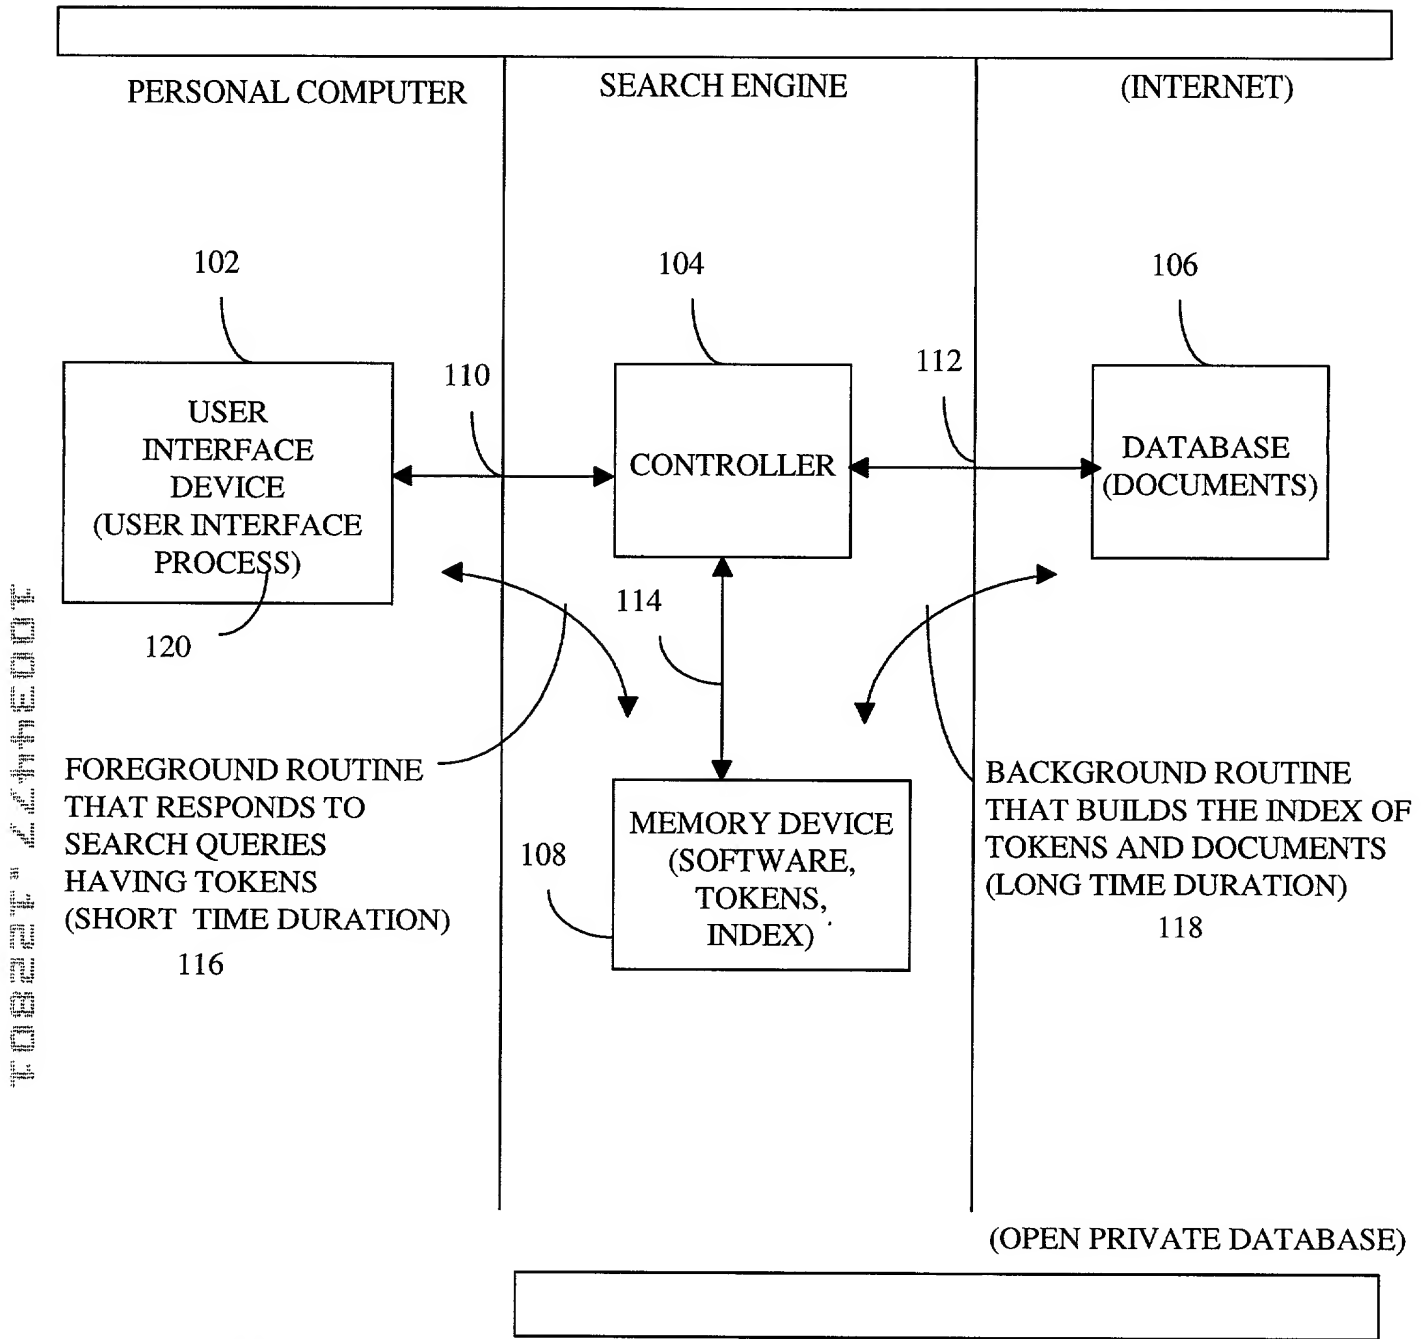 PERSONAL COMPUTER
SEARCH ENGINE
(INTERNET)
102
104
106
110
112
USER
INTERFACE
DEVICE
(USER INTERFACE
PROCESS)
CONTROLLER
DATABASE
(DOCUMENTS)
120
114
FOREGROUND ROUTINE
THAT RESPONDS TO
SEARCH QUERIES
HAVING TOKENS
(SHORT TIME DURATION)
116
108
MEMORY DEVICE
(SOFTWARE,
TOKENS,
INDEX)
BACKGROUND ROUTINE
THAT BUILDS THE INDEX OF
TOKENS AND DOCUMENTS
(LONG TIME DURATION)
118
(OPEN PRIVATE DATABASE)